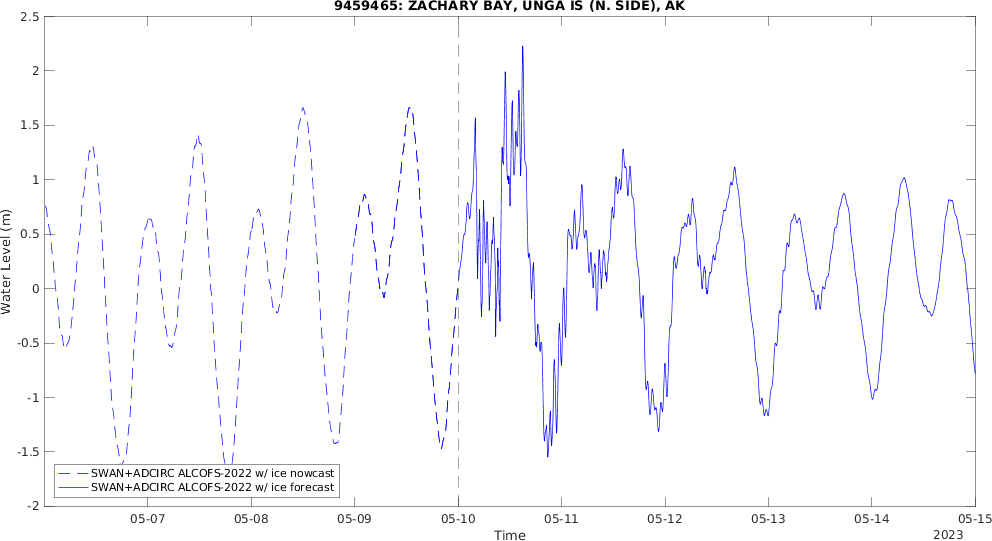 9459465: ZACHARY BAY, UNGA IS (N. SIDE), AK
2.5
2
1.5
1
0.5
0
-0.5
-1
-1.5
-2
Water Level (m)
SWAN+ADCIRC ALCOFS-2022 w/ ice nowcast
SWAN+ADCIRC ALCOFS-2022 w/ ice forecast
05-07 05-08 05-09 05-10 05-11 05-12 05-13 05-14 05-15
Time
2023